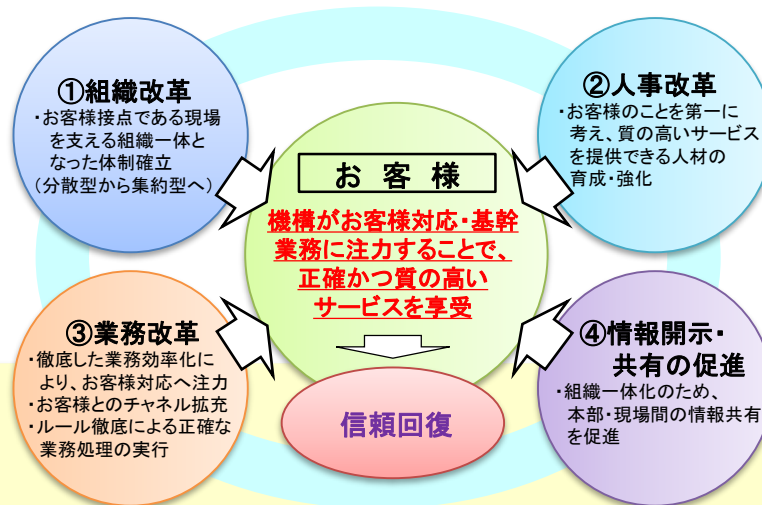 ①組織改革
・お客様接点である現場
を支える組織一体と
なった体制確立
(分散型から集約型へ)
②人事改革
・お客様のことを第一に
考え、質の高いサービス
を提供できる人材の
育成・強化
お客様
機構がお客様対応・基幹
業務に注力することで、
正確かつ質の高い
サービスを享受
③業務改革
・徹底した業務効率化に
より、お客様対応へ注力
・お客様とのチャネル拡充
・ルール徹底による正確な
業務処理の実行
④情報開示・
共有の促進
・組織一体化のため、
本部・現場間の情報共有
を促進
信頼回復